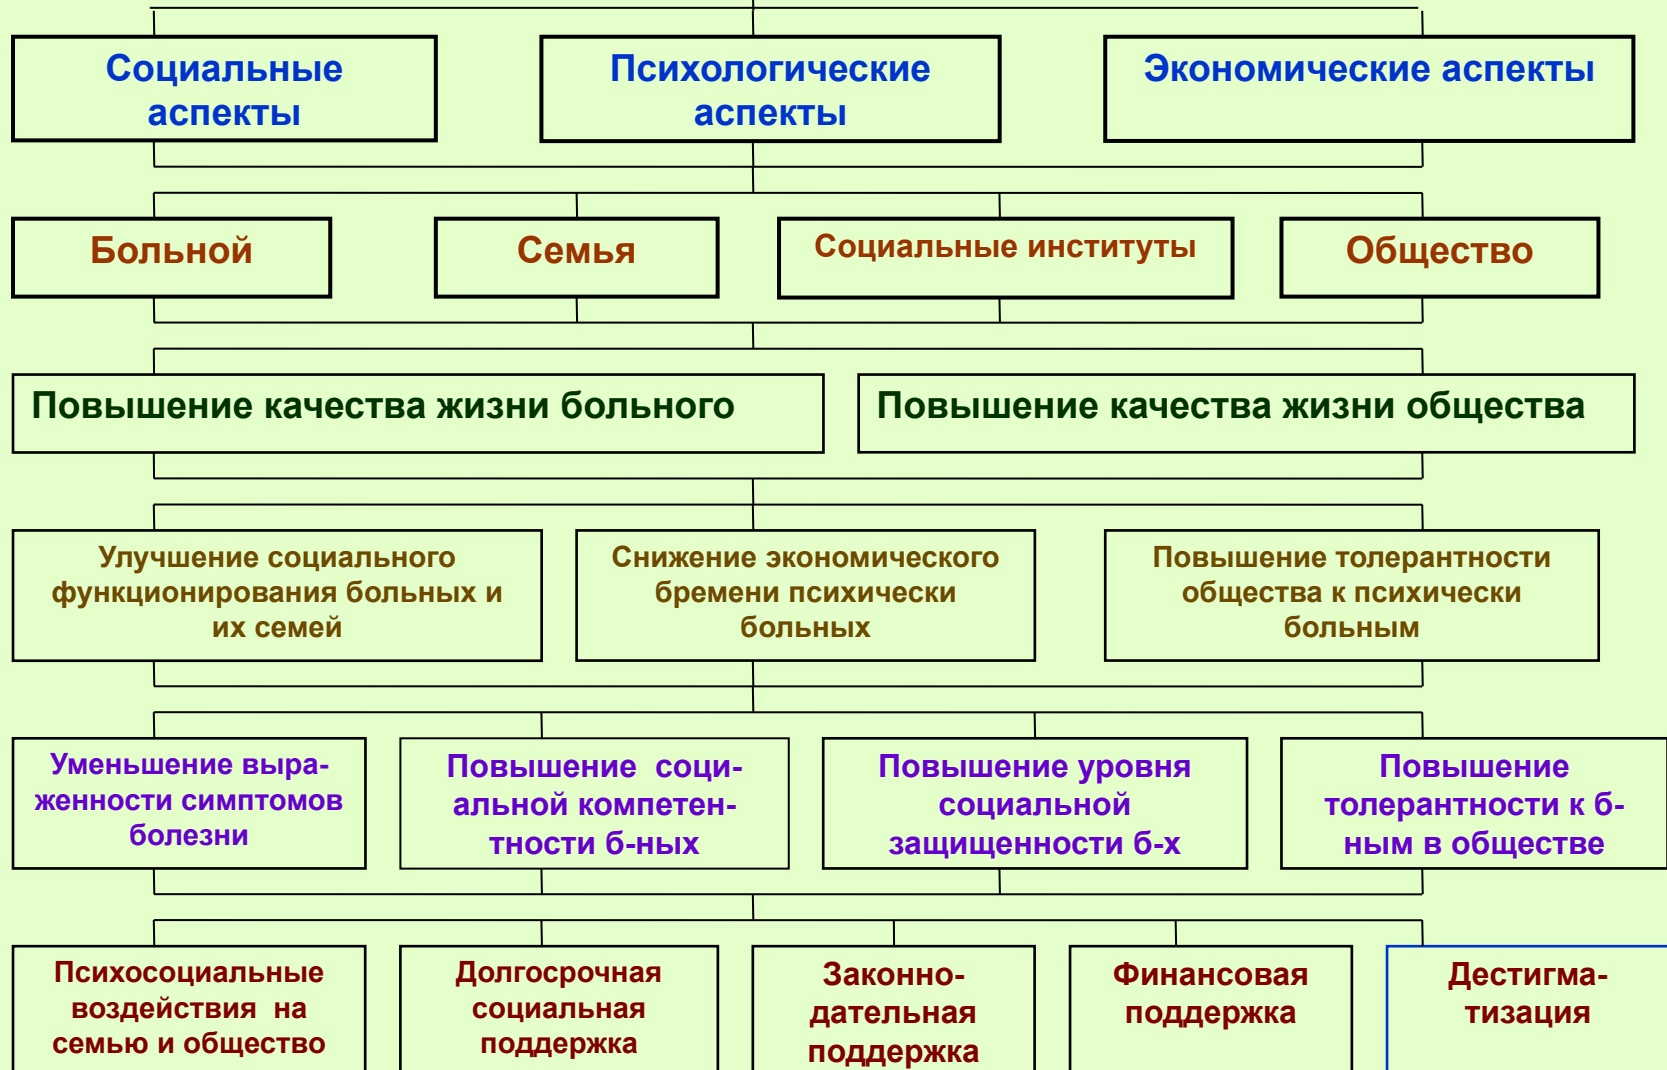 Социальные
аспекты
Психологические
аспекты
Экономические аспекты
Больной
Семья
Социальные институты
Общество
Повышение качества жизни больного
Повышение качества жизни общества
Улучшение социального
функционирования больных и
их семей
Снижение экономического
бремени психически
больных
Повышение толерантности
общества к психически
больным
Уменьшение выра-
женности симптомов
болезни
Повышение соци-
альной компетен-
тности б-ных
Повышение уровня
социальной
защищенности б-х
Повышение
толерантности к б-
ным в обществе
Психосоциальные
воздействия на
семью и общество
Долгосрочная
социальная
поддержка
Законно-
дательная
поддержка
Финансовая
поддержка
Дестигма-
тизация